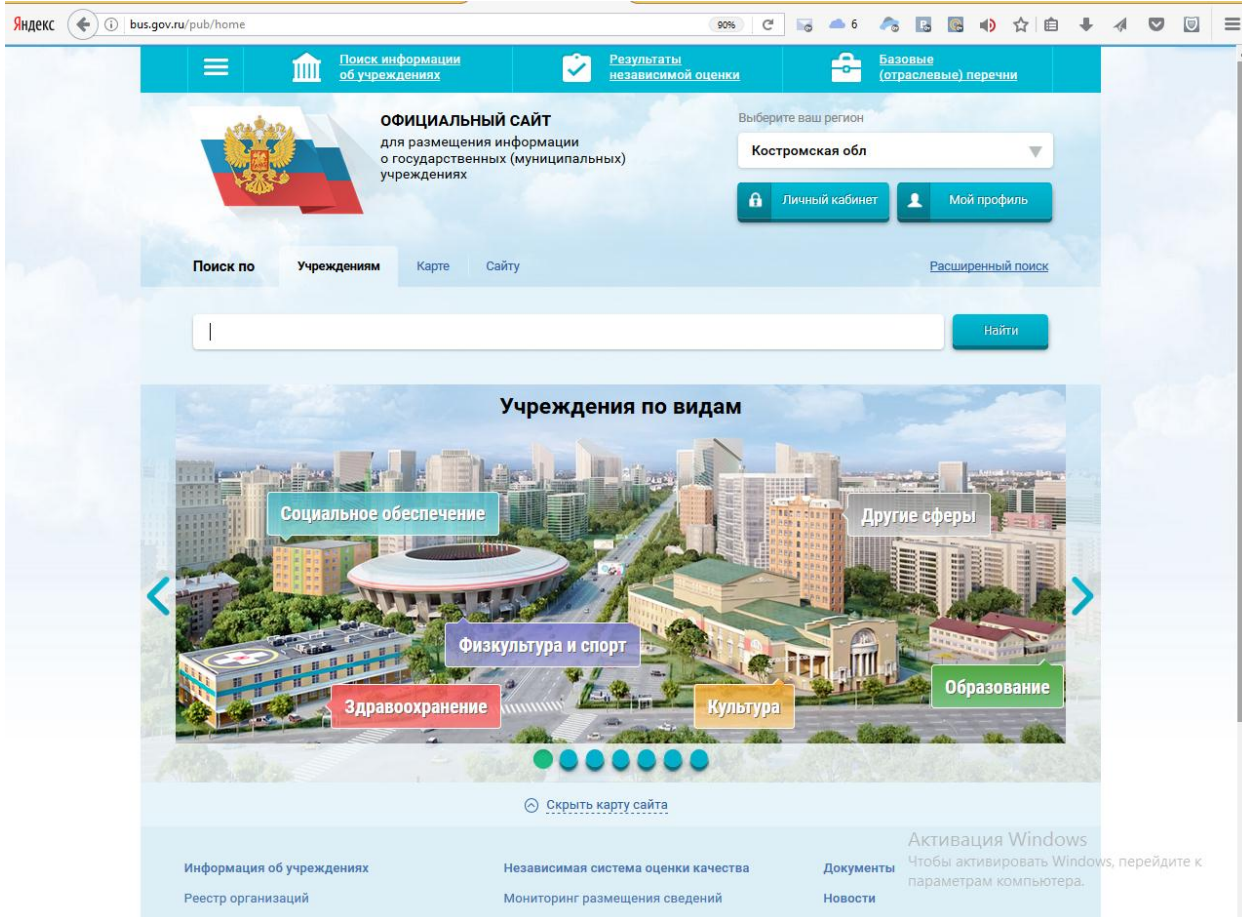 Яндекс
bus.gov.ru/pub/home
90%
6
Поиск информации
об учреждениях
Результаты
независимой оценки
Базовые
(отраслевые) перечни
ОФИЦИАЛЬНЫЙ САЙТ
для размещения информации
о государственных (муниципальных)
учреждениях
Выберите ваш регион
Костромская обл
Личный кабинет
Мой профиль
Поиск по
Учреждениям
Карте
Сайту
Расширенный поиск
Найти
Учреждения по видам
Социальное обеспечение
Другие сферы
Физкультура и спорт
Образование
Здравоохранение
Культура
Скрыть карту сайта
Активация Windows
Чтобы активировать Windows, перейдите к
параметрам компьютера.
Информация об учреждениях
Независимая система оценки качества
Документы
Реестр организаций
Мониторинг размещения сведений
Новости